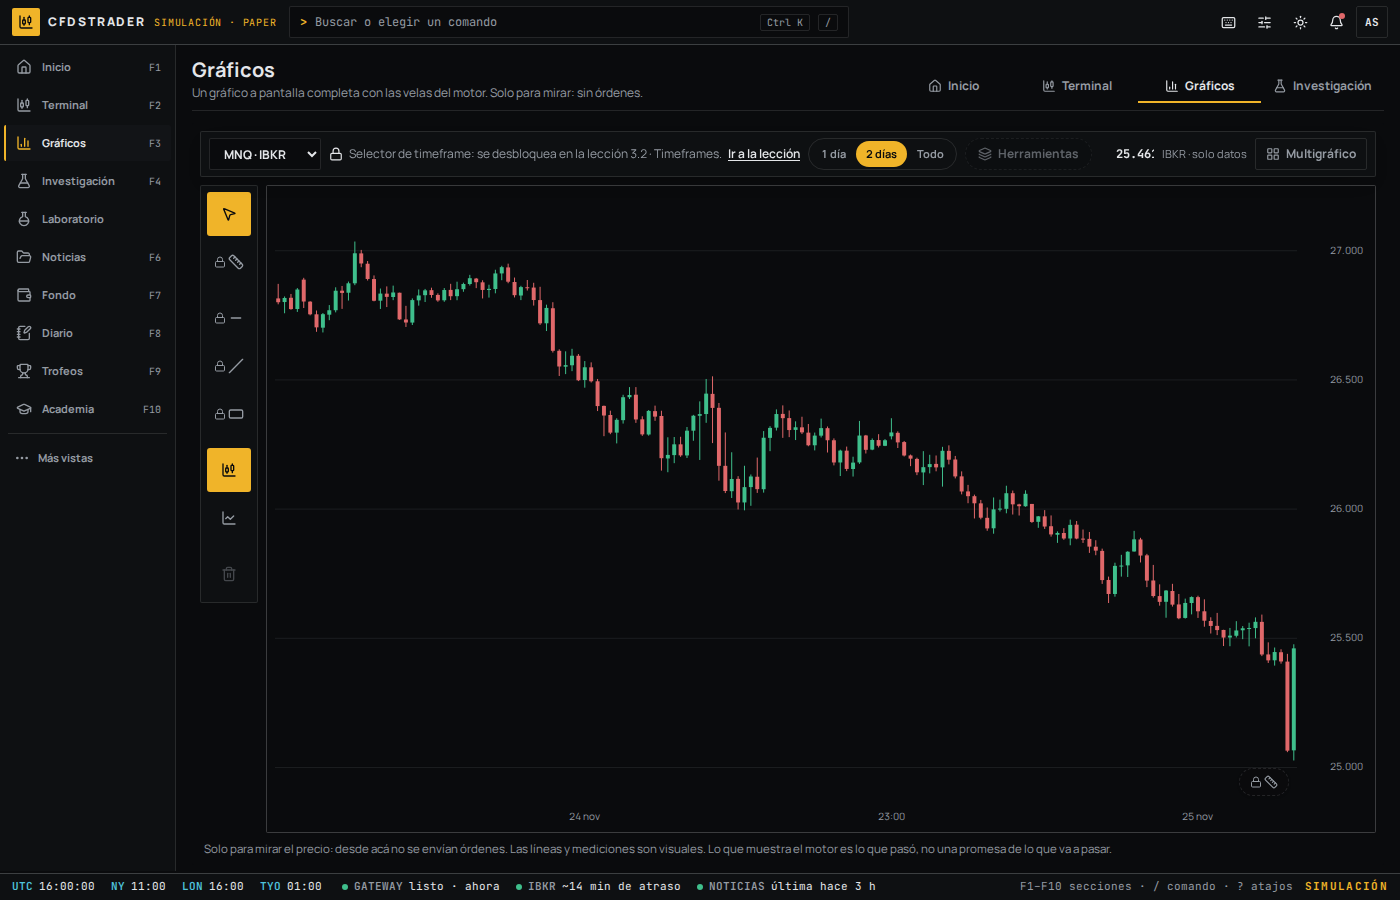 CFDSTRADER SIMULACIÓN · PAPER > Buscar o elegir un comando Ctrl K / AS
Inicio F1
Terminal F2
Gráficos F3
Investigación F4
Laboratorio
Noticias F6
Fondo F7
Diario F8
Trofeos F9
Academia F10
Más vistas
Gráficos
Un gráfico a pantalla completa con las velas del motor. Solo para mirar: sin órdenes.
Inicio Terminal Gráficos Investigación
MNQ · IBKR Selector de timeframe: se desbloquea en la lección 3.2 · Timeframes. Ir a la lección 1 día 2 días Todo Herramientas 25.46 IBKR · solo datos Multigráfico
27.000
26.500
26.000
25.500
25.000
24 nov 23:00 25 nov
Solo para mirar el precio: desde acá no se envían órdenes. Las líneas y mediciones son visuales. Lo que muestra el motor es lo que pasó, no una promesa de lo que va a pasar.
UTC 16:00:00 NY 11:00 LON 16:00 TYO 01:00 GATEWAY listo · ahora IBKR ~14 min de atraso NOTICIAS última hace 3 h F1–F10 secciones · / comando · ? atajos SIMULACIÓN